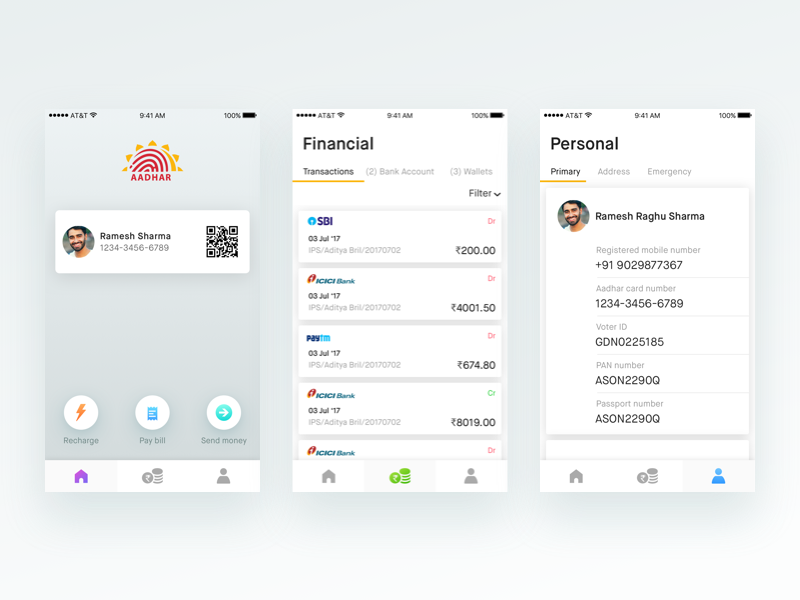 ●●●●● AT&T 9:41 AM 100%
AADHAR
Ramesh Sharma
1234-3456-6789
Recharge Pay bill Send money
●●●●● AT&T 9:41 AM 100%
Financial
Transactions (2) Bank Account (3) Wallets
Filter
SBI Dr
03 Jul '17
IPS/Aditya Bril/20170702 ₹200.00
ICICI Bank Dr
03 Jul '17
IPS/Aditya Bril/20170702 ₹4001.50
Paytm Dr
03 Jul '17
IPS/Aditya Bril/20170702 ₹674.80
ICICI Bank Cr
03 Jul '17
IPS/Aditya Bril/20170702 ₹8019.00
ICICI Bank Dr
₹
●●●●● AT&T 9:41 AM 100%
Personal
Primary Address Emergency
Ramesh Raghu Sharma
Registered mobile number
+91 9029877367
Aadhar card number
1234-3456-6789
Voter ID
GDN0225185
PAN number
ASON2290Q
Passport number
ASON2290Q